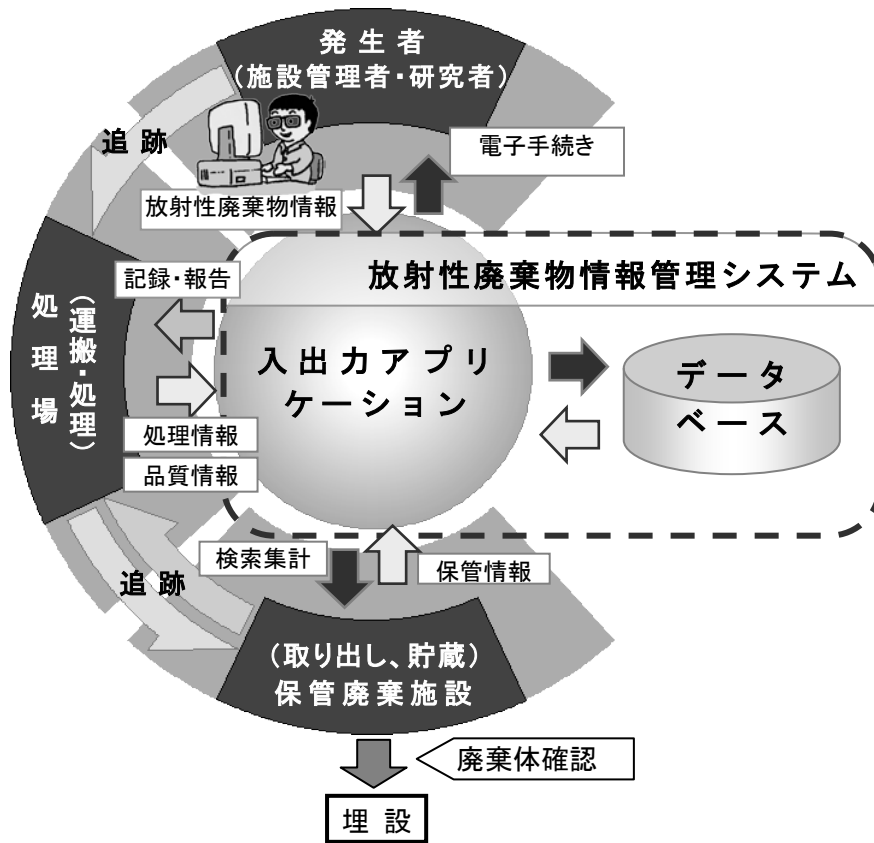 発生者
(施設管理者・研究者)
追跡
電子手続き
放射性廃棄物情報
放射性廃棄物情報管理システム
記録・報告
処理場
(運搬・処理)
入出力アプリ
ケーション
データ
ベース
処理情報
品質情報
検索集計
保管情報
追跡
(取り出し、貯蔵)
保管廃棄施設
廃棄体確認
埋設